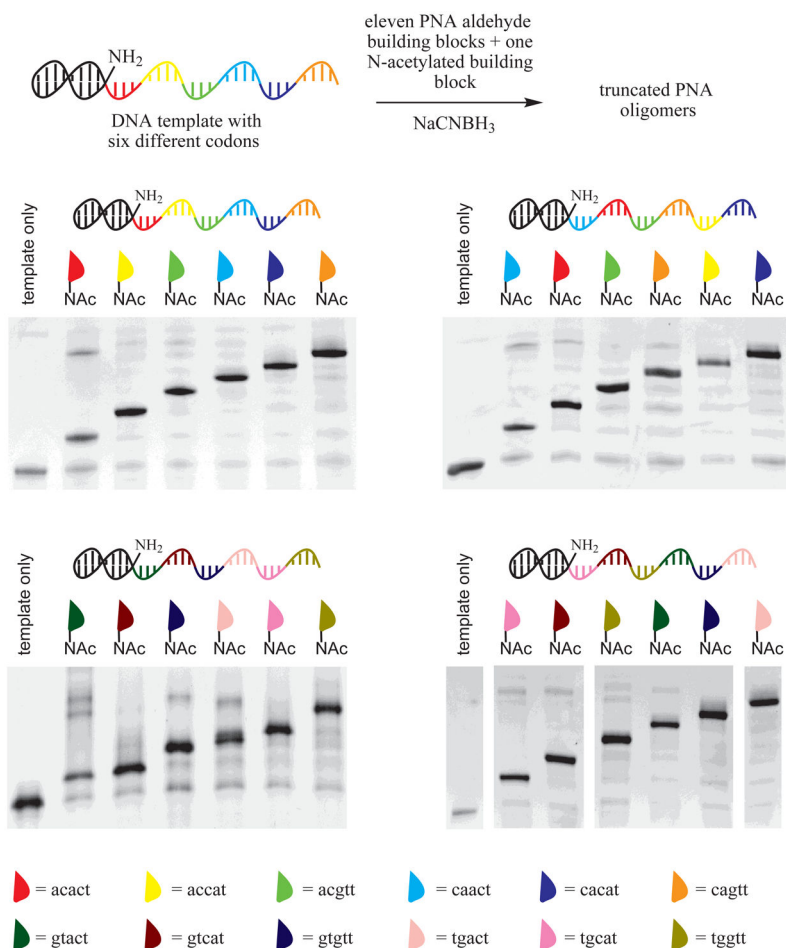 eleven PNA aldehyde
building blocks + one
N-acetylated building
block
NaCNBH3
NH2
DNA template with
six different codons
truncated PNA
oligomers
template only
NH2
NAc NAc NAc NAc NAc NAc
template only
NH2
NAc NAc NAc NAc NAc NAc
template only
NH2
NAc NAc NAc NAc NAc NAc
template only
NH2
NAc NAc NAc NAc NAc NAc
= acact = accat = acgtt = caact = cacat = cagtt
= gtact = gtcat = gtgtt = tgact = tgcat = tggtt